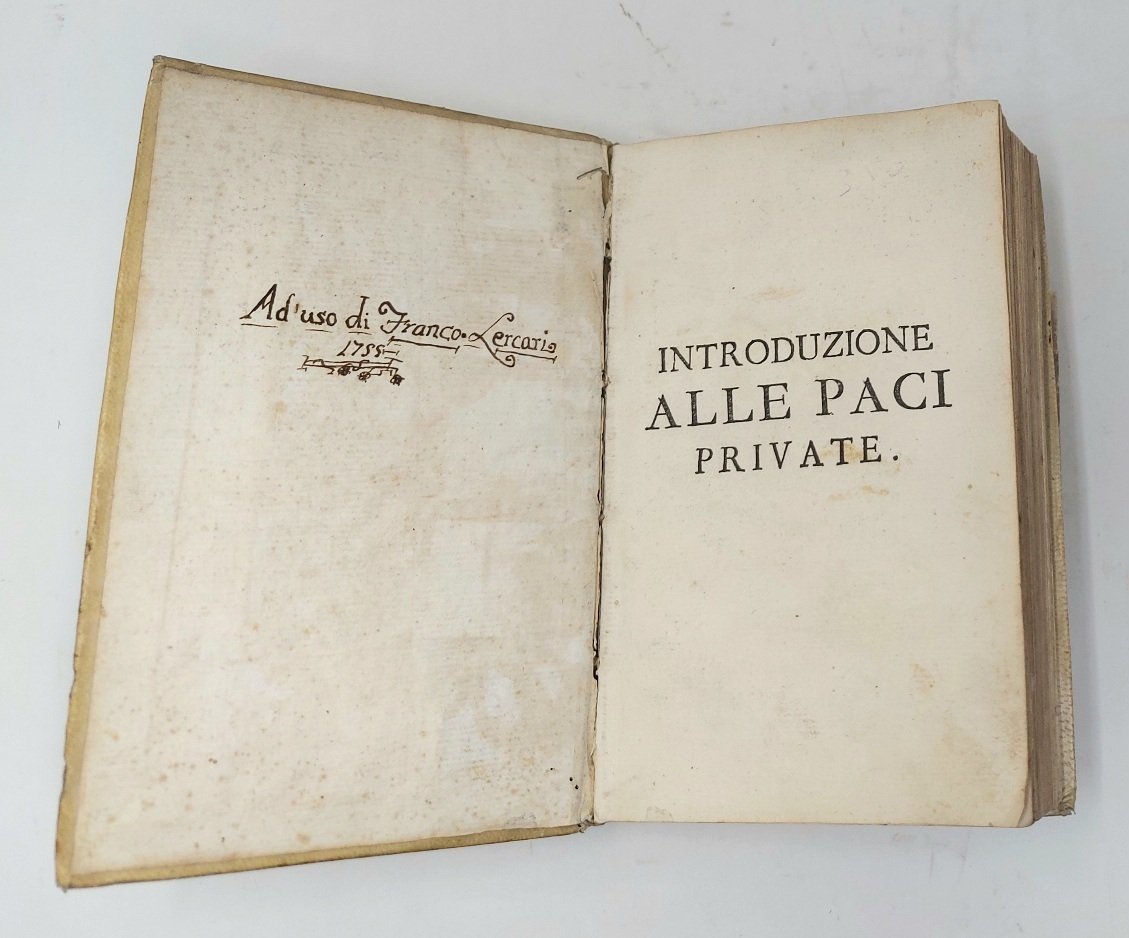 Ad'uso di Franco. Lercari
1755
INTRODUZIONE
ALLE PACI
PRIVATE.